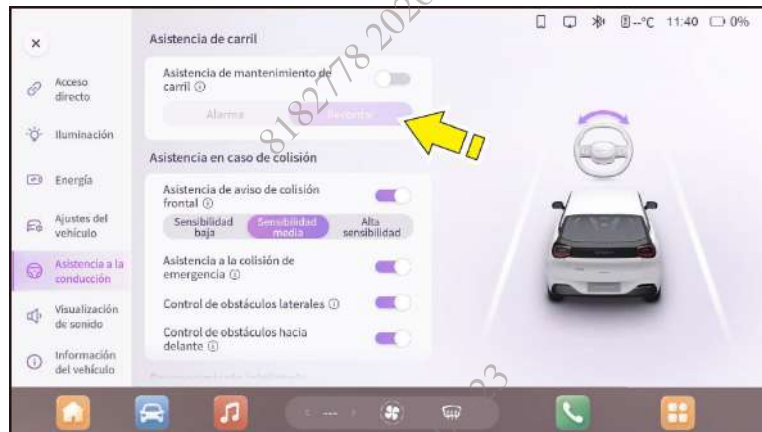 --°C 11:40 0%
Asistencia de carril
Asistencia de mantenimiento de
carril
Alarma
Acceso
directo
Iluminación
Energía
Ajustes del
vehículo
Asistencia a la
conducción
Visualización
de sonido
Información
del vehículo
Asistencia en caso de colisión
Asistencia de aviso de colisión
frontal
Sensibilidad
baja
Sensibilidad
media
Alta
sensibilidad
Asistencia a la colisión de
emergencia
Control de obstáculos laterales
Control de obstáculos hacia
delante
---
8182778 202
23